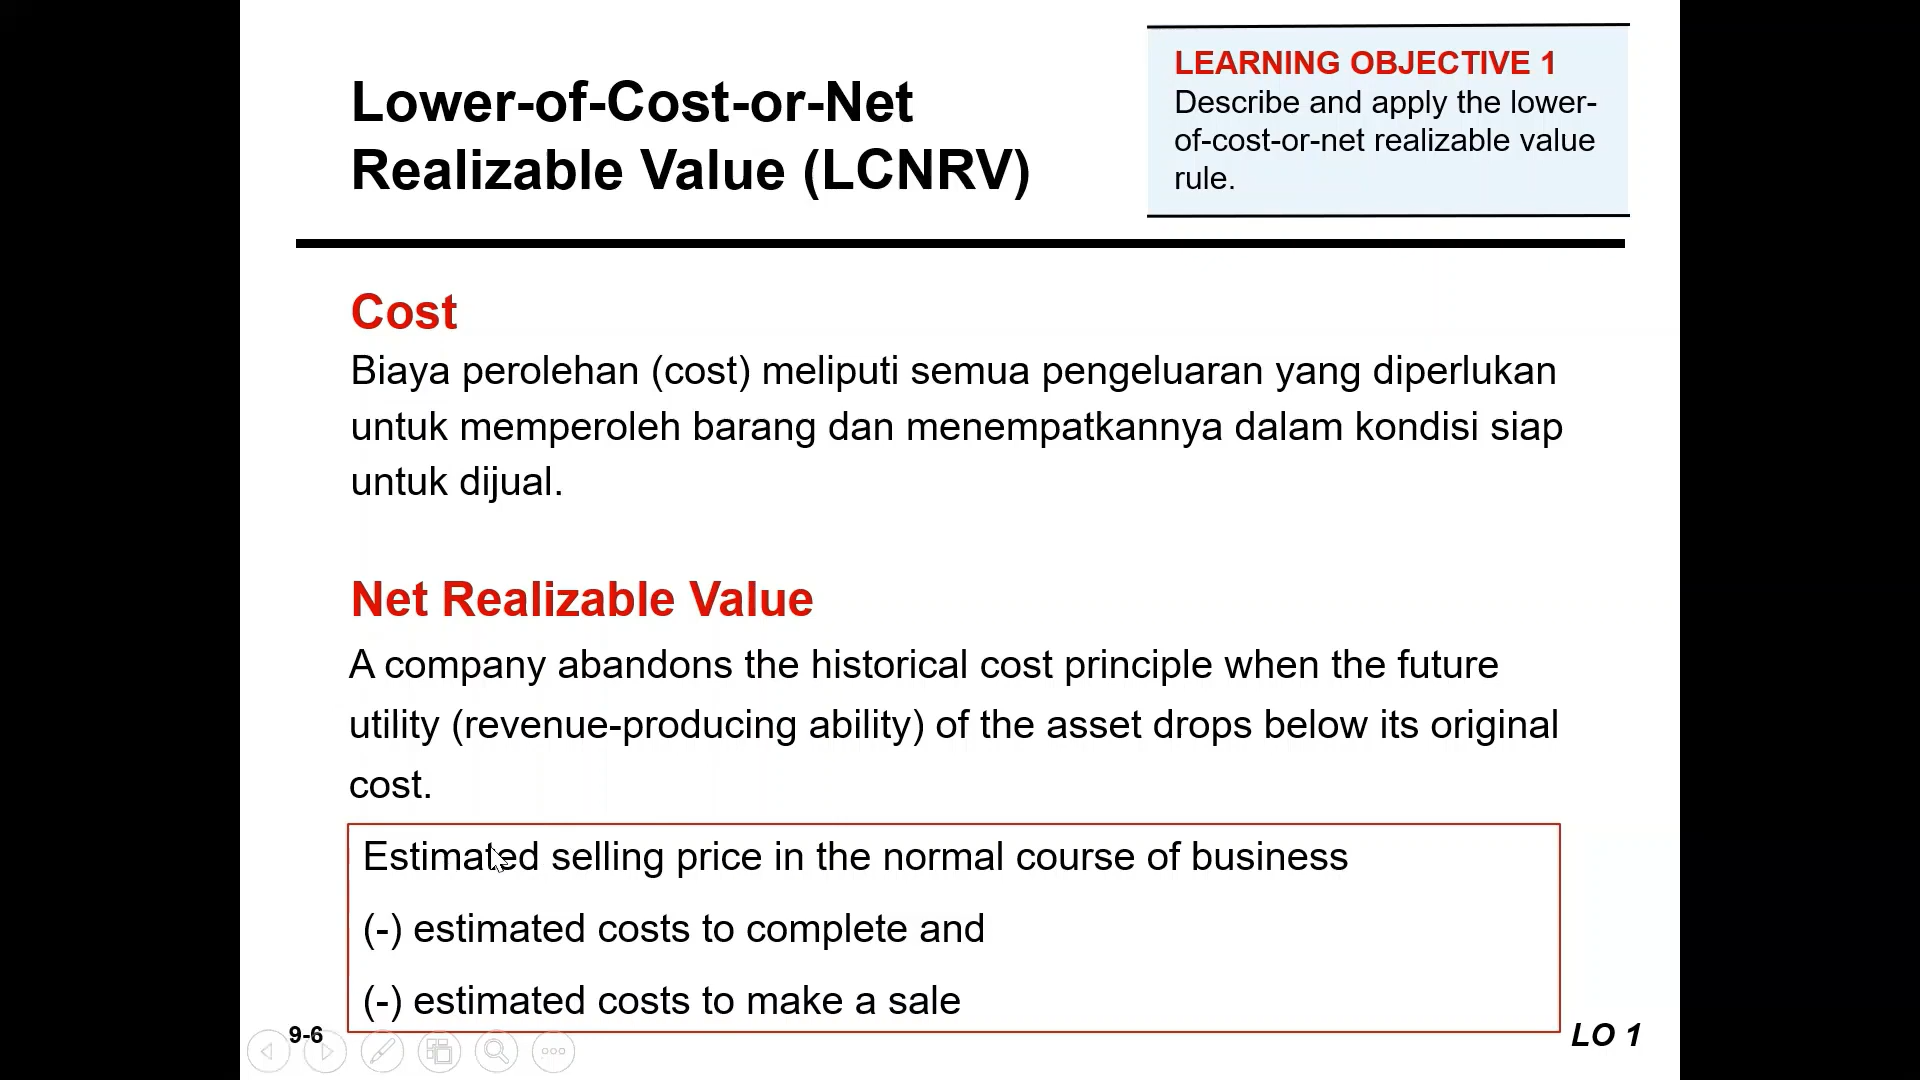 Lower-of-Cost-or-Net
Realizable Value (LCNRV)
LEARNING OBJECTIVE 1
Describe and apply the lower-
of-cost-or-net realizable value
rule.
Cost
Biaya perolehan (cost) meliputi semua pengeluaran yang diperlukan
untuk memperoleh barang dan menempatkannya dalam kondisi siap
untuk dijual.
Net Realizable Value
A company abandons the historical cost principle when the future
utility (revenue-producing ability) of the asset drops below its original
cost.
Estimated selling price in the normal course of business
(-) estimated costs to complete and
(-) estimated costs to make a sale
9-6
LO 1